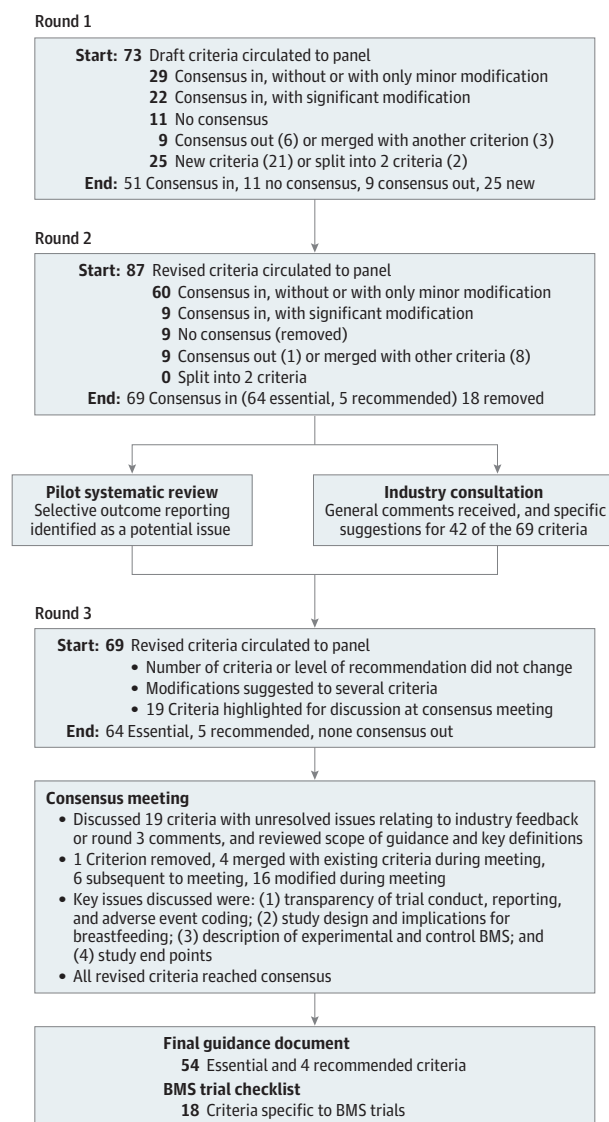 Round 1
Start: 73 Draft criteria circulated to panel
29 Consensus in, without or with only minor modification
22 Consensus in, with significant modification
11 No consensus
9 Consensus out (6) or merged with another criterion (3)
25 New criteria (21) or split into 2 criteria (2)
End: 51 Consensus in, 11 no consensus, 9 consensus out, 25 new
Round 2
Start: 87 Revised criteria circulated to panel
60 Consensus in, without or with only minor modification
9 Consensus in, with significant modification
9 No consensus (removed)
9 Consensus out (1) or merged with other criteria (8)
0 Split into 2 criteria
End: 69 Consensus in (64 essential, 5 recommended) 18 removed
Pilot systematic review
Selective outcome reporting
identified as a potential issue
Industry consultation
General comments received, and specific
suggestions for 42 of the 69 criteria
Round 3
Start: 69 Revised criteria circulated to panel
• Number of criteria or level of recommendation did not change
• Modifications suggested to several criteria
• 19 Criteria highlighted for discussion at consensus meeting
End: 64 Essential, 5 recommended, none consensus out
Consensus meeting
• Discussed 19 criteria with unresolved issues relating to industry feedback
or round 3 comments, and reviewed scope of guidance and key definitions
• 1 Criterion removed, 4 merged with existing criteria during meeting,
6 subsequent to meeting, 16 modified during meeting
• Key issues discussed were: (1) transparency of trial conduct, reporting,
and adverse event coding; (2) study design and implications for
breastfeeding; (3) description of experimental and control BMS; and
(4) study end points
• All revised criteria reached consensus
Final guidance document
54 Essential and 4 recommended criteria
BMS trial checklist
18 Criteria specific to BMS trials